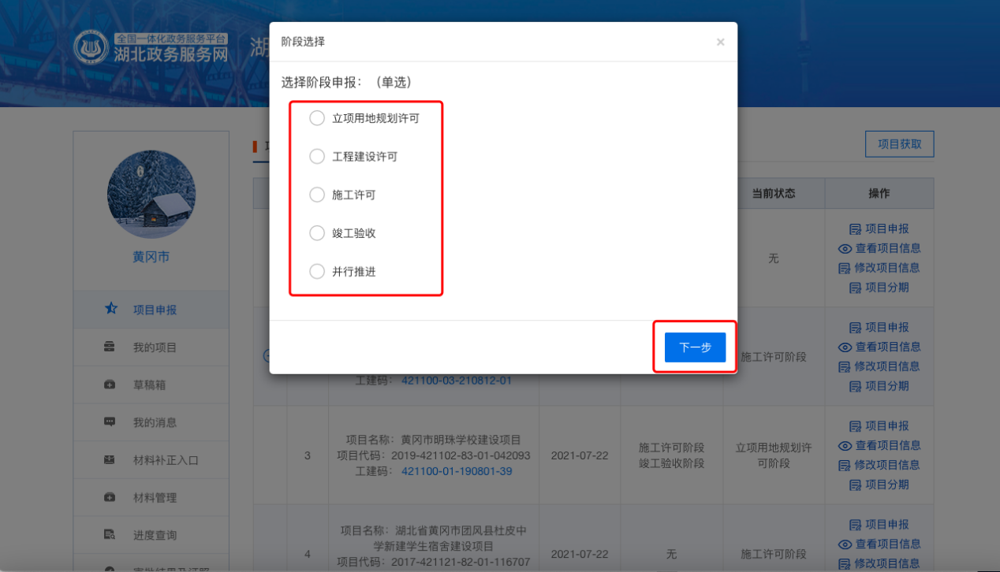 全国一体化政务服务平台
湖北政务服务网
湖
阶段选择
×
选择阶段申报：（单选）
立项用地规划许可
工程建设许可
施工许可
竣工验收
并行推进
下一步
项目获取
黄冈市
项目申报
我的项目
草稿箱
我的消息
材料补正入口
材料管理
进度查询
当前状态
操作
无
项目申报
查看项目信息
修改项目信息
项目分期
工建码：
421100-03-210812-01
施工许可阶段
项目申报
查看项目信息
修改项目信息
项目分期
3
项目名称：黄冈市明珠学校建设项目
项目代码：2019-421102-83-01-042093
工建码：421100-01-190801-39
2021-07-22
施工许可阶段
竣工验收阶段
立项用地规划许
可阶段
项目申报
查看项目信息
修改项目信息
项目分期
4
项目名称：湖北省黄冈市团风县杜皮中
学新建学生宿舍建设项目
项目代码：2017-421121-82-01-116707
2021-07-22
无
施工许可阶段
项目申报
查看项目信息
修改项目信息